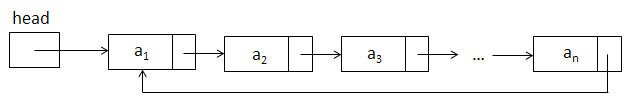 head
a₁ a₂ a₃ ... aₙ